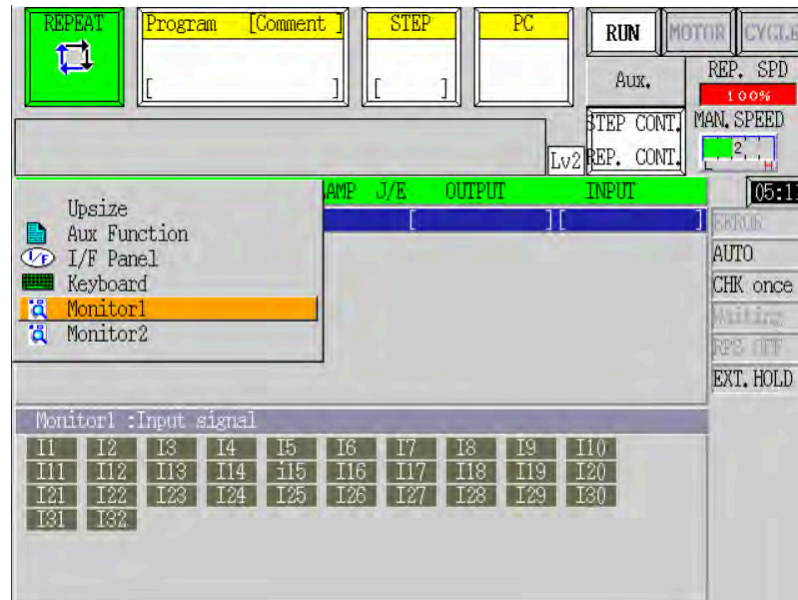 REPEAT
Program [Comment ]
[ ]
STEP
[ ]
PC
RUN
MOTOR
CYCLE
Aux.
REP. SPD
100%
STEP CONT.
REP. CONT.
MAN. SPEED
2
L H
Lv2
AMP J/E OUTPUT INPUT
[ ][ ]
05:1
Upsize
Aux Function
I/F I/F Panel
Keyboard
Monitor1
Monitor2
ERROR
AUTO
CHK once
Waiting
RPS OFF
EXT. HOLD
Monitor1 :Input signal
I1 I2 I3 I4 I5 I6 I7 I8 I9 I10
I11 I12 I13 I14 i15 I16 I17 I18 I19 I20
I21 I22 I23 I24 I25 I26 I27 I28 I29 I30
I31 I32